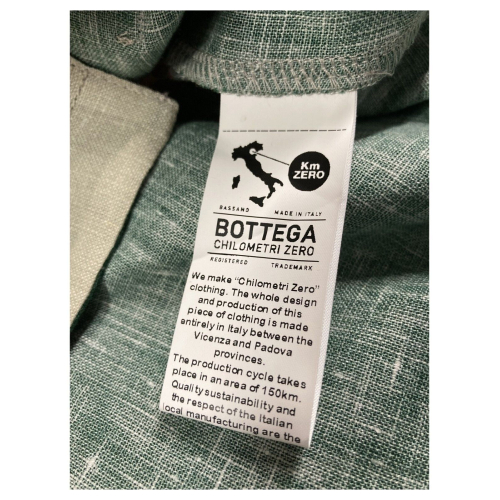 Km
ZERO
BASSANO MADE IN ITALY
BOTTEGA
CHILOMETRI ZERO
REGISTERED TRADEMARK
We make "Chilometri Zero"
clothing. The whole design
and production of this
piece of clothing is made
entirely in Italy between the
Vicenza and Padova
provinces.
The production cycle takes
place in an area of 150km.
Quality sustainability and
the respect of the Italian
local manufacturing are the